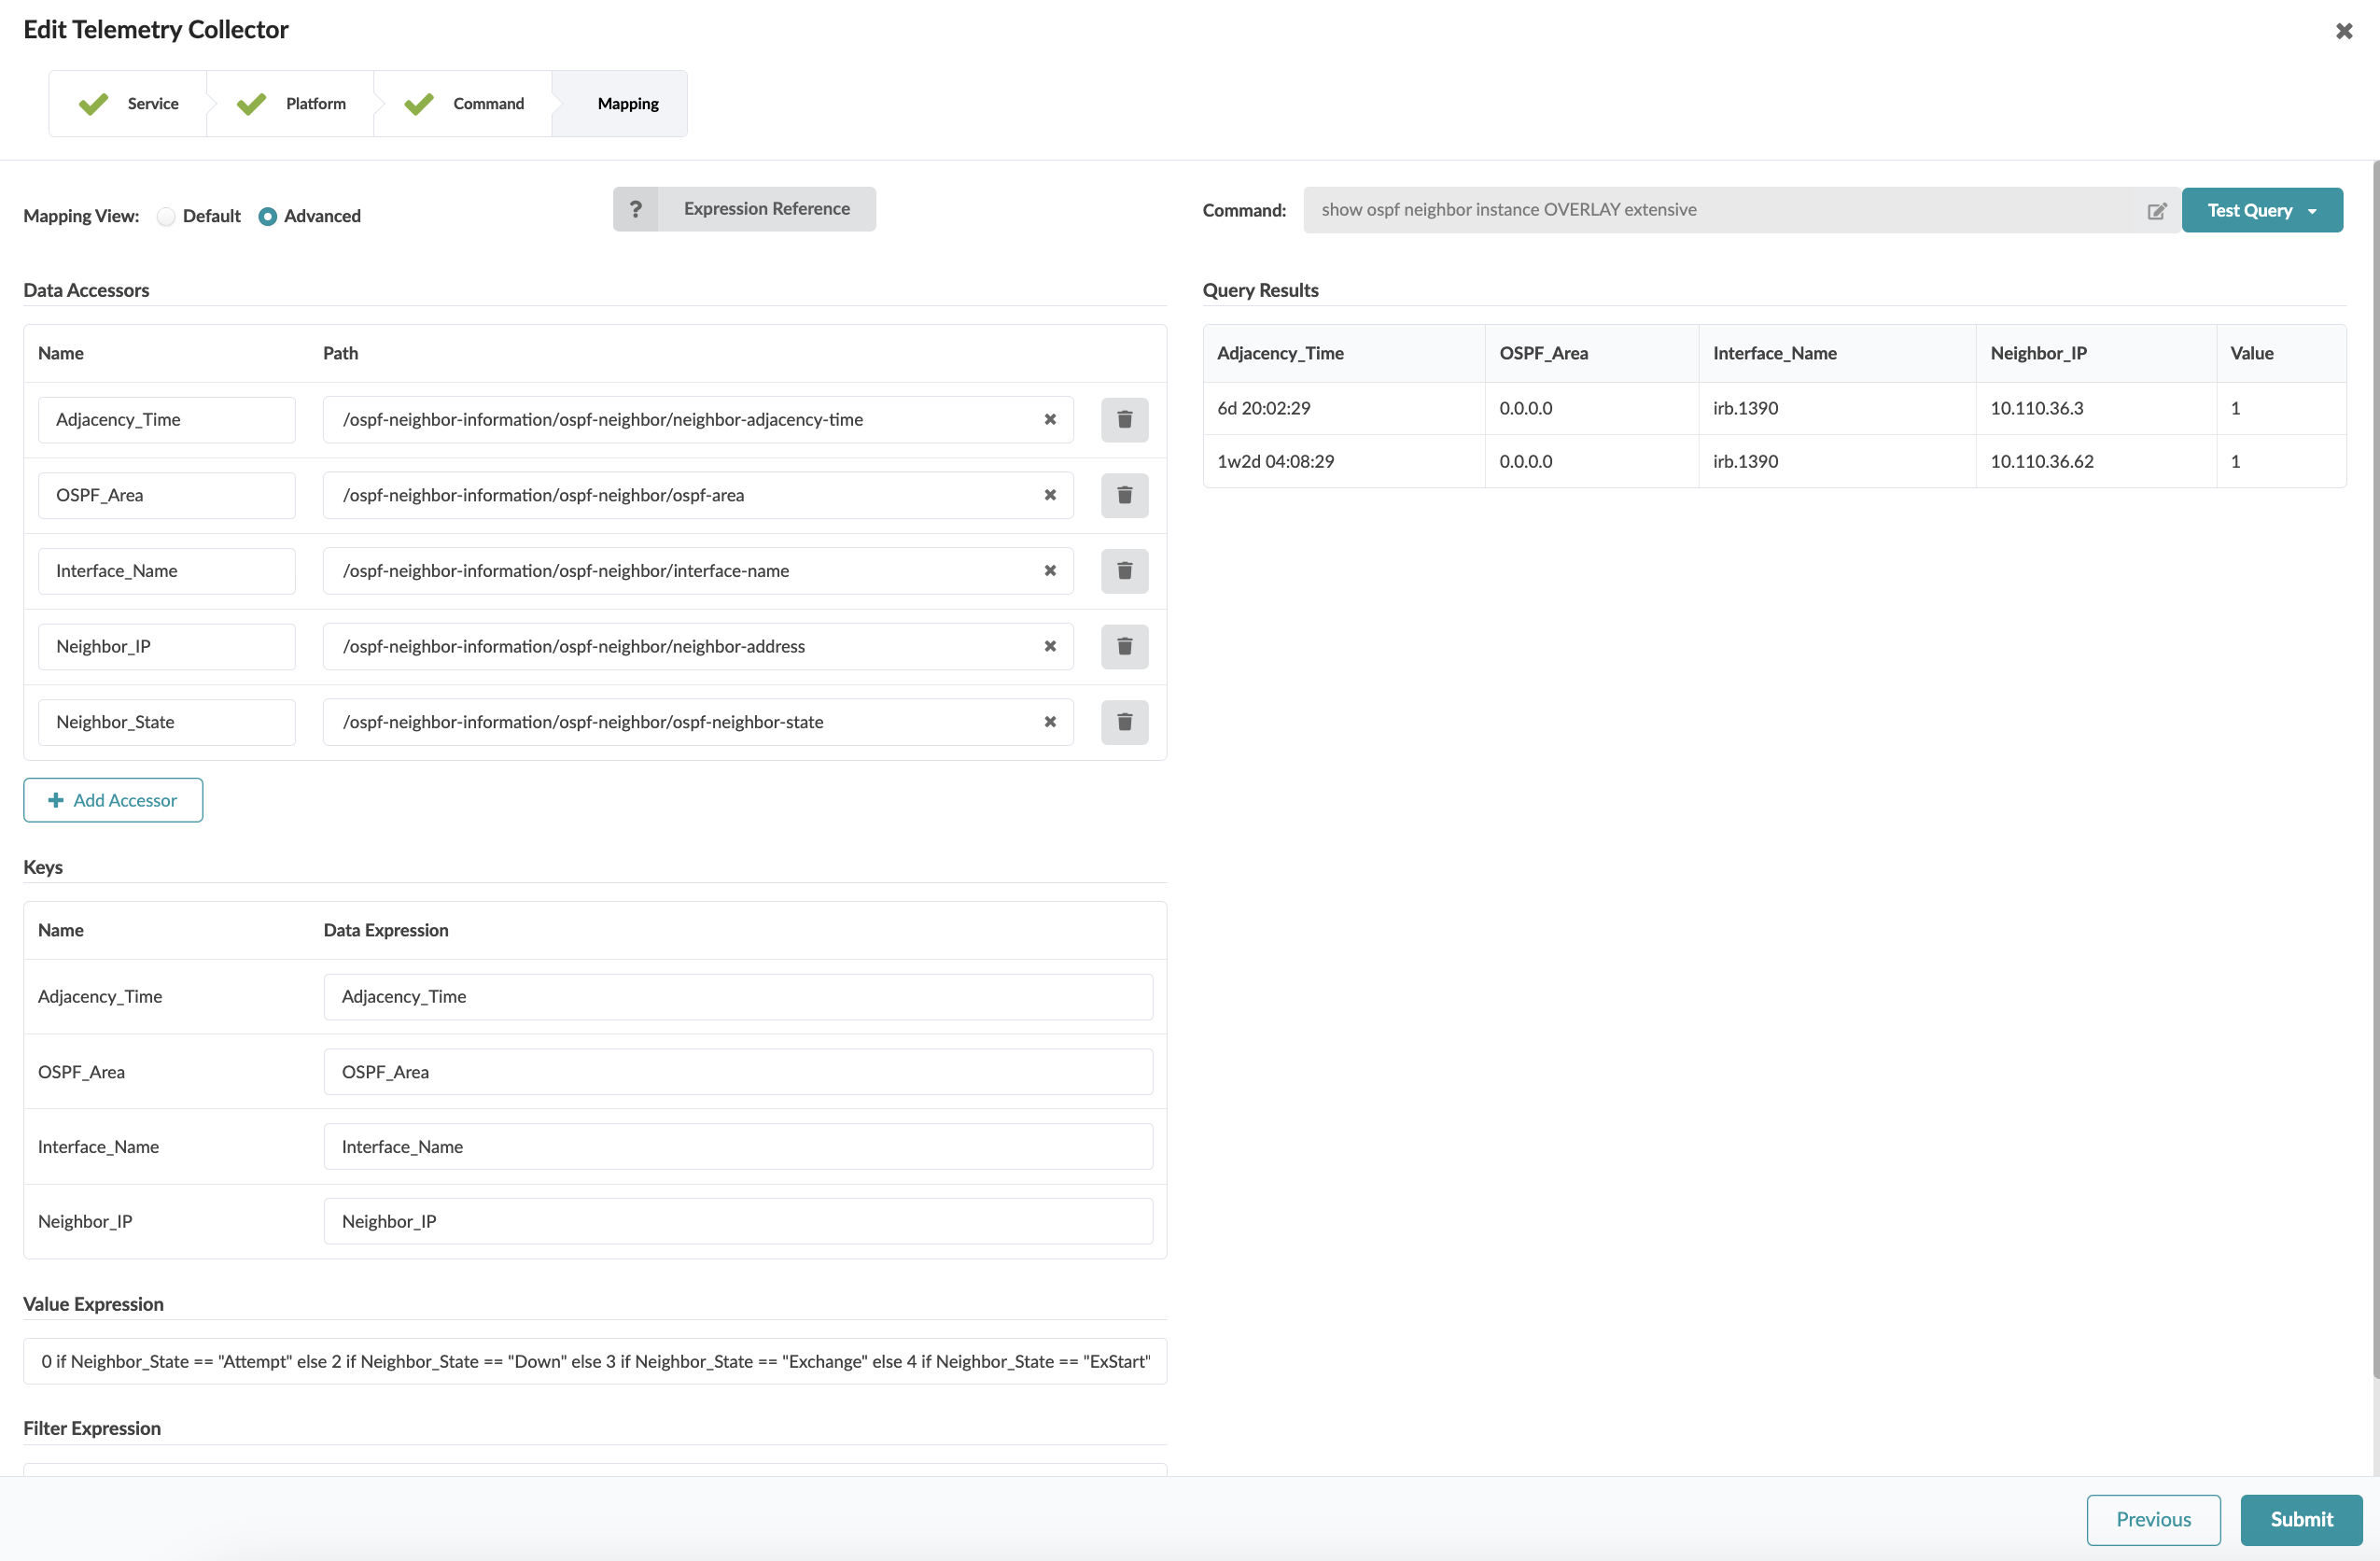 Edit Telemetry Collector
Service
Platform
Command
Mapping
Mapping View:
Default
Advanced
? Expression Reference
Command:
show ospf neighbor instance OVERLAY extensive
Test Query
Data Accessors
Name Path
Adjacency_Time /ospf-neighbor-information/ospf-neighbor/neighbor-adjacency-time
OSPF_Area /ospf-neighbor-information/ospf-neighbor/ospf-area
Interface_Name /ospf-neighbor-information/ospf-neighbor/interface-name
Neighbor_IP /ospf-neighbor-information/ospf-neighbor/neighbor-address
Neighbor_State /ospf-neighbor-information/ospf-neighbor/ospf-neighbor-state
Add Accessor
Keys
Name Data Expression
Adjacency_Time Adjacency_Time
OSPF_Area OSPF_Area
Interface_Name Interface_Name
Neighbor_IP Neighbor_IP
Value Expression
0 if Neighbor_State == "Attempt" else 2 if Neighbor_State == "Down" else 3 if Neighbor_State == "Exchange" else 4 if Neighbor_State == "ExStart"
Filter Expression
Query Results
Adjacency_Time OSPF_Area Interface_Name Neighbor_IP Value
6d 20:02:29 0.0.0.0 irb.1390 10.110.36.3 1
1w2d 04:08:29 0.0.0.0 irb.1390 10.110.36.62 1
Previous
Submit